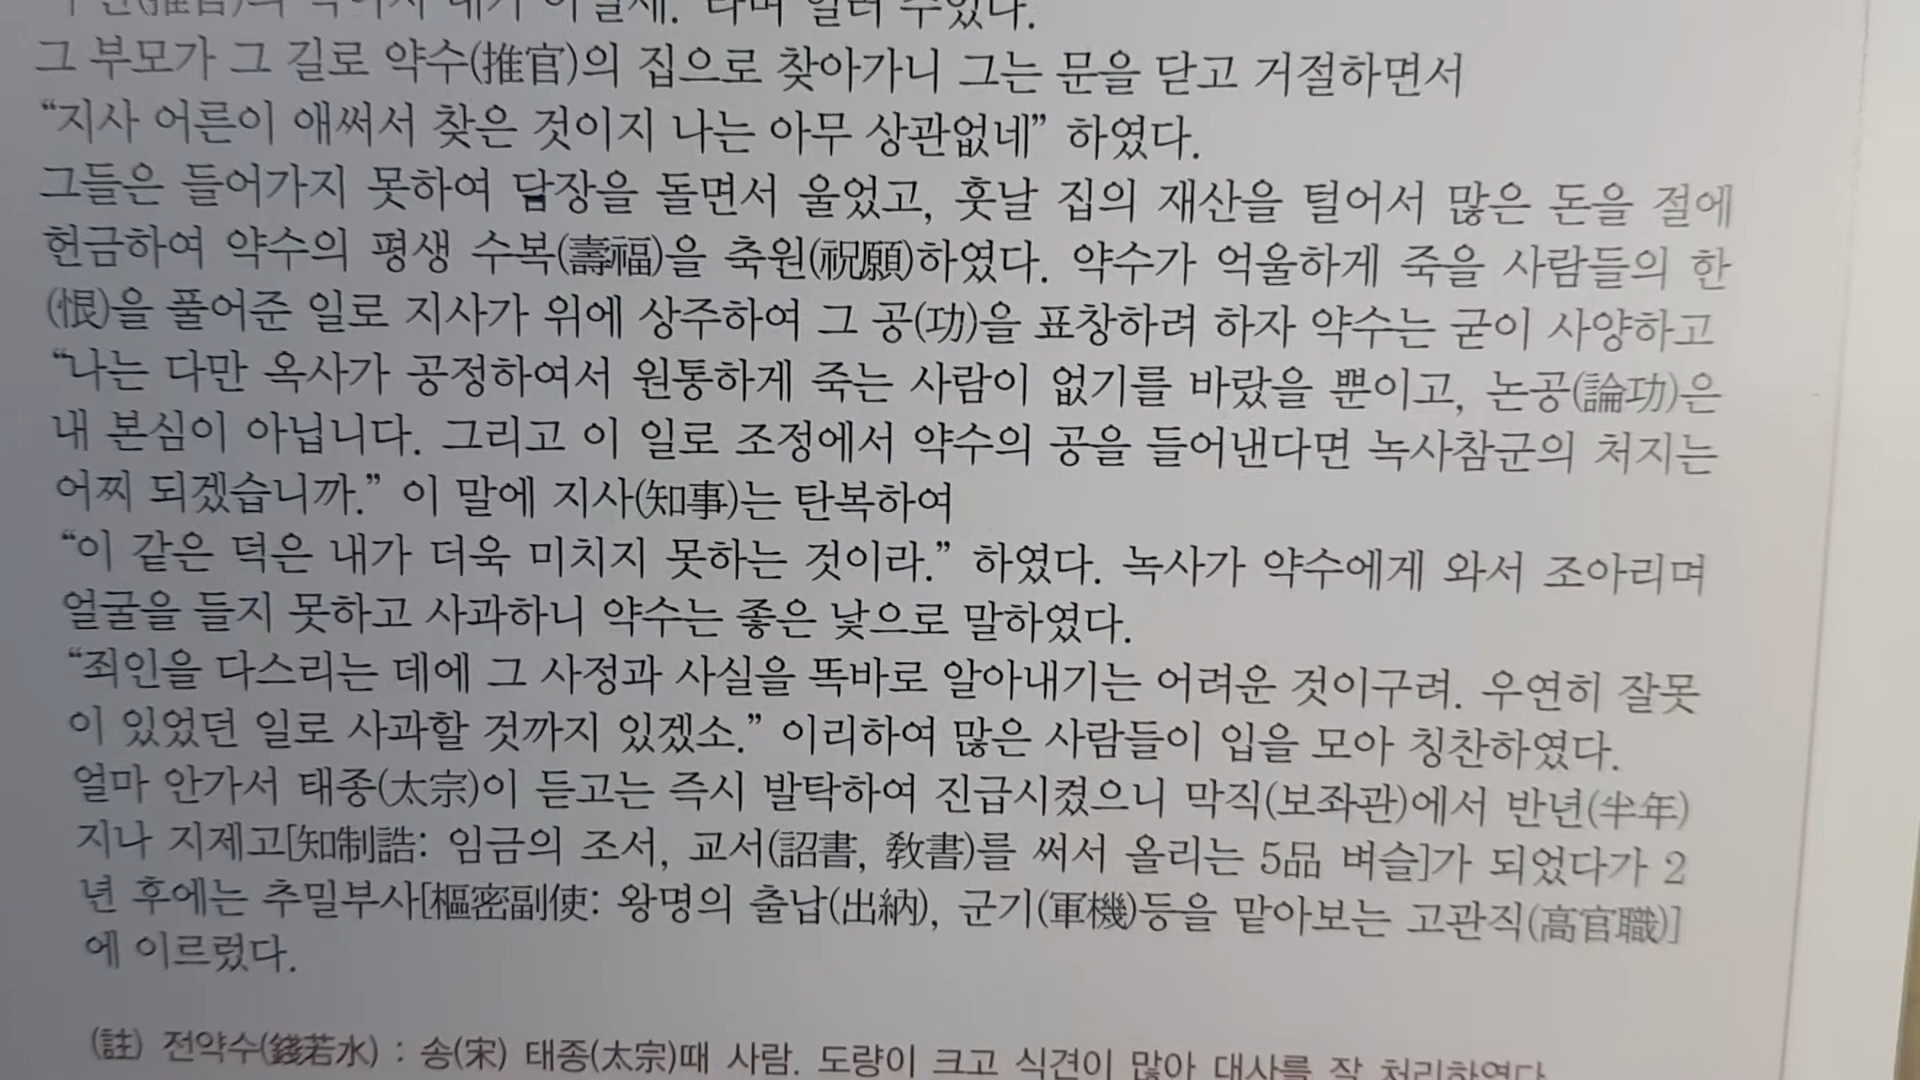 그 부모가 그 길로 약수(推官)의 집으로 찾아가니 그는 문을 닫고 거절하면서
“지사 어른이 애써서 찾은 것이지 나는 아무 상관없네” 하였다.
그들은 들어가지 못하여 담장을 돌면서 울었고, 훗날 집의 재산을 털어서 많은 돈을 절에
헌금하여 약수의 평생 수복(壽福)을 축원(祝願)하였다. 약수가 억울하게 죽을 사람들의 한
(恨)을 풀어준 일로 지사가 위에 상주하여 그 공(功)을 표창하려 하자 약수는 굳이 사양하고
“나는 다만 옥사가 공정하여서 원통하게 죽는 사람이 없기를 바랐을 뿐이고, 논공(論功)은
내 본심이 아닙니다. 그리고 이 일로 조정에서 약수의 공을 들어낸다면 녹사참군의 처지는
어찌 되겠습니까.” 이 말에 지사(知事)는 탄복하여
“이 같은 덕은 내가 더욱 미치지 못하는 것이라.” 하였다. 녹사가 약수에게 와서 조아리며
얼굴을 들지 못하고 사과하니 약수는 좋은 낯으로 말하였다.
“죄인을 다스리는 데에 그 사정과 사실을 똑바로 알아내기는 어려운 것이구려. 우연히 잘못
이 있었던 일로 사과할 것까지 있겠소.” 이리하여 많은 사람들이 입을 모아 칭찬하였다.
얼마 안가서 태종(太宗)이 듣고는 즉시 발탁하여 진급시켰으니 막직(보좌관)에서 반년(半年)
지나 지제고[知制誥: 임금의 조서, 교서(詔書, 敎書)를 써서 올리는 5品 벼슬]가 되었다가 2
년 후에는 추밀부사[樞密副使: 왕명의 출납(出納), 군기(軍機)등을 맡아보는 고관직(高官職)]
에 이르렀다.
(註) 전약수(錢若水) : 송(宋) 태종(太宗)때 사람. 도량이 크고 식견이 많아 대사를 잘 처리하였다